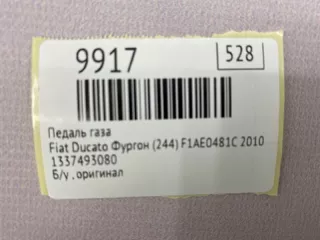 9917
528
Педаль газа
Fiat Ducato Фургон (244) F1AE0481C 2010
1337493080
Б/у , оригинал